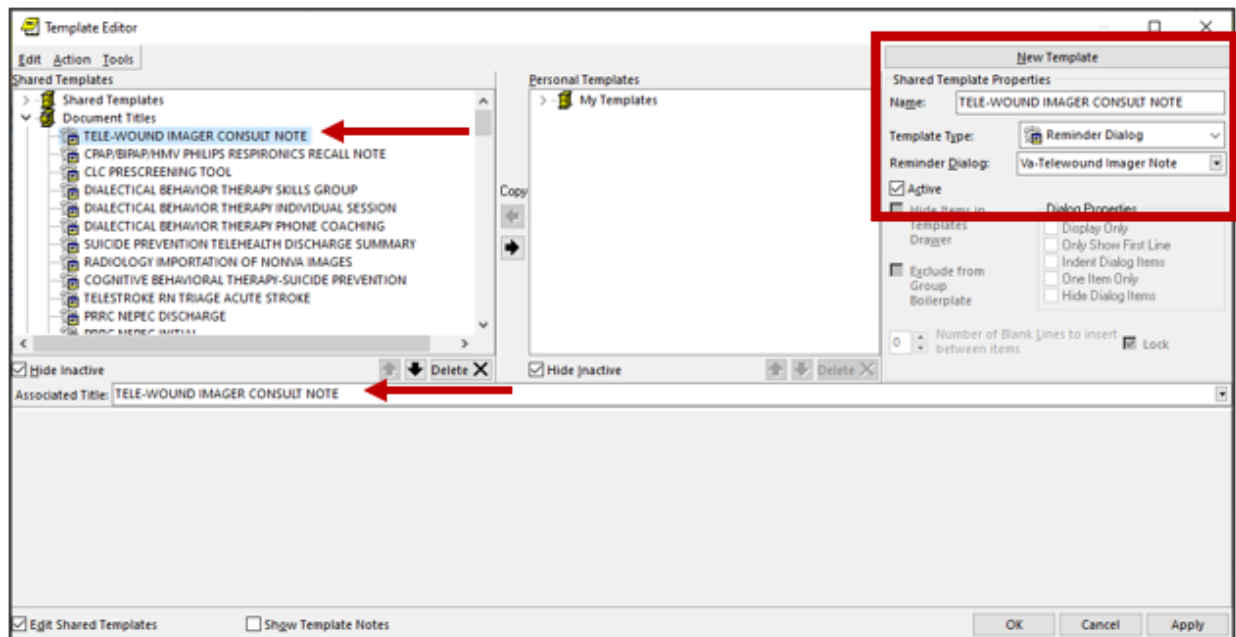 Template Editor
Edit Action Tools
New Template
Shared Templates
Personal Templates
Shared Template Properties
Shared Templates
My Templates
Name: TELE-WOUND IMAGER CONSULT NOTE
Document Titles
TELE-WOUND IMAGER CONSULT NOTE
Template Type: Reminder Dialog
CPAP/BIPAP/HMV PHILIPS RESPIRONICS RECALL NOTE
Reminder Dialog: Va-Telewound Imager Note
CLC PRESCREENING TOOL
Active
DIALECTICAL BEHAVIOR THERAPY SKILLS GROUP
Copy
DIALECTICAL BEHAVIOR THERAPY INDIVIDUAL SESSION
DIALECTICAL BEHAVIOR THERAPY PHONE COACHING
SUICIDE PREVENTION TELEHEALTH DISCHARGE SUMMARY
RADIOLOGY IMPORTATION OF NONVA IMAGES
COGNITIVE BEHAVIORAL THERAPY-SUICIDE PREVENTION
TELESTROKE RN TRIAGE ACUTE STROKE
PRRC NEPEC DISCHARGE
PRRC NEPEC INITIAL
Hide Items in
Templates
Drawer
Dialog Properties
Display Only
Only Show First Line
Indent Dialog Items
One Item Only
Hide Dialog Items
Exclude from
Group
Boilerplate
0 Number of Blank Lines to insert
between items
Lock
Hide Inactive
Delete
Hide Inactive
Delete
Associated Title: TELE-WOUND IMAGER CONSULT NOTE
Edit Shared Templates
Show Template Notes
OK
Cancel
Apply